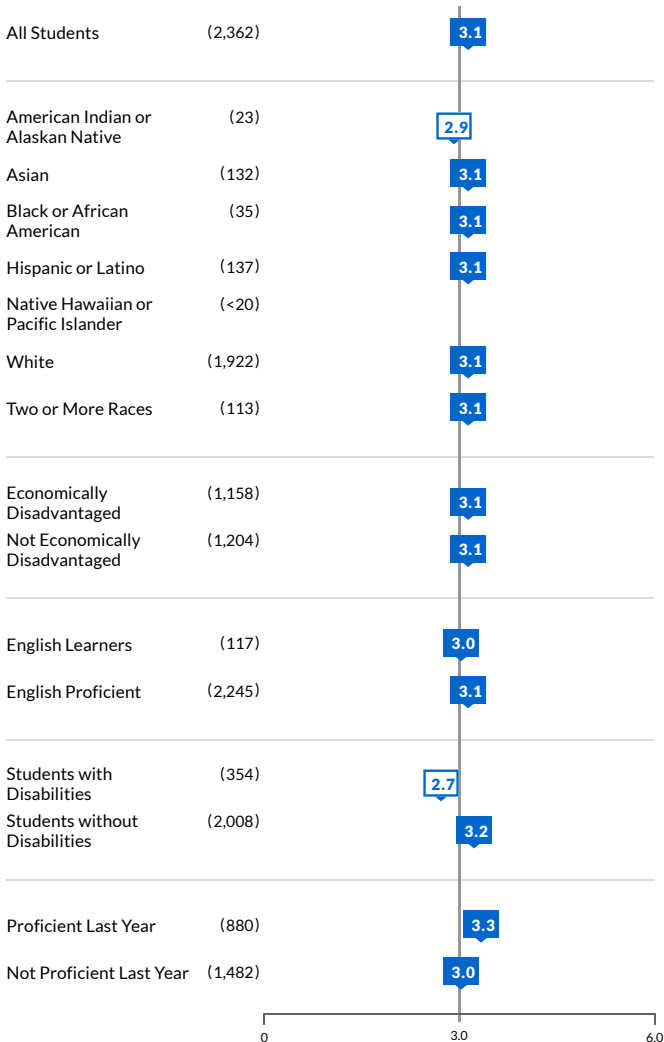 All Students (2,362) 3.1
American Indian or (23)
Alaskan Native 2.9
Asian (132) 3.1
Black or African (35)
American 3.1
Hispanic or Latino (137) 3.1
Native Hawaiian or (<20)
Pacific Islander
White (1,922) 3.1
Two or More Races (113) 3.1
Economically (1,158)
Disadvantaged 3.1
Not Economically (1,204)
Disadvantaged 3.1
English Learners (117) 3.0
English Proficient (2,245) 3.1
Students with (354)
Disabilities 2.7
Students without (2,008)
Disabilities 3.2
Proficient Last Year (880) 3.3
Not Proficient Last Year (1,482) 3.0
0 3.0 6.0